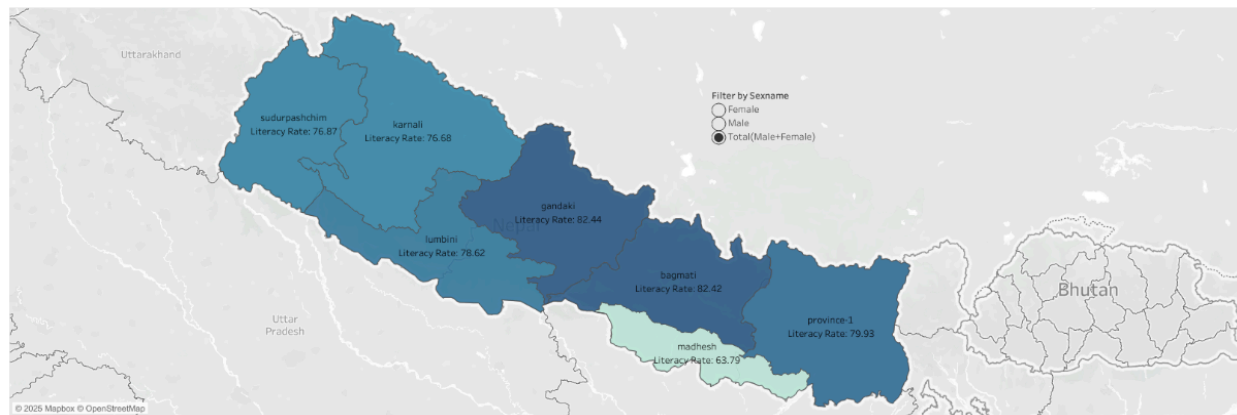 Uttarakhand
Filter by Sexname
Female
Male
Total(Male+Female)
sudurpashchim
Literacy Rate: 76.87
karnali
Literacy Rate: 76.68
gandaki
Literacy Rate: 82.44
Nepal
lumbini
Literacy Rate: 78.62
bagmati
Literacy Rate: 82.42
Bhutan
province-1
Literacy Rate: 79.93
Uttar
Pradesh
madhesh
Literacy Rate: 63.79
© 2025 Mapbox © OpenStreetMap